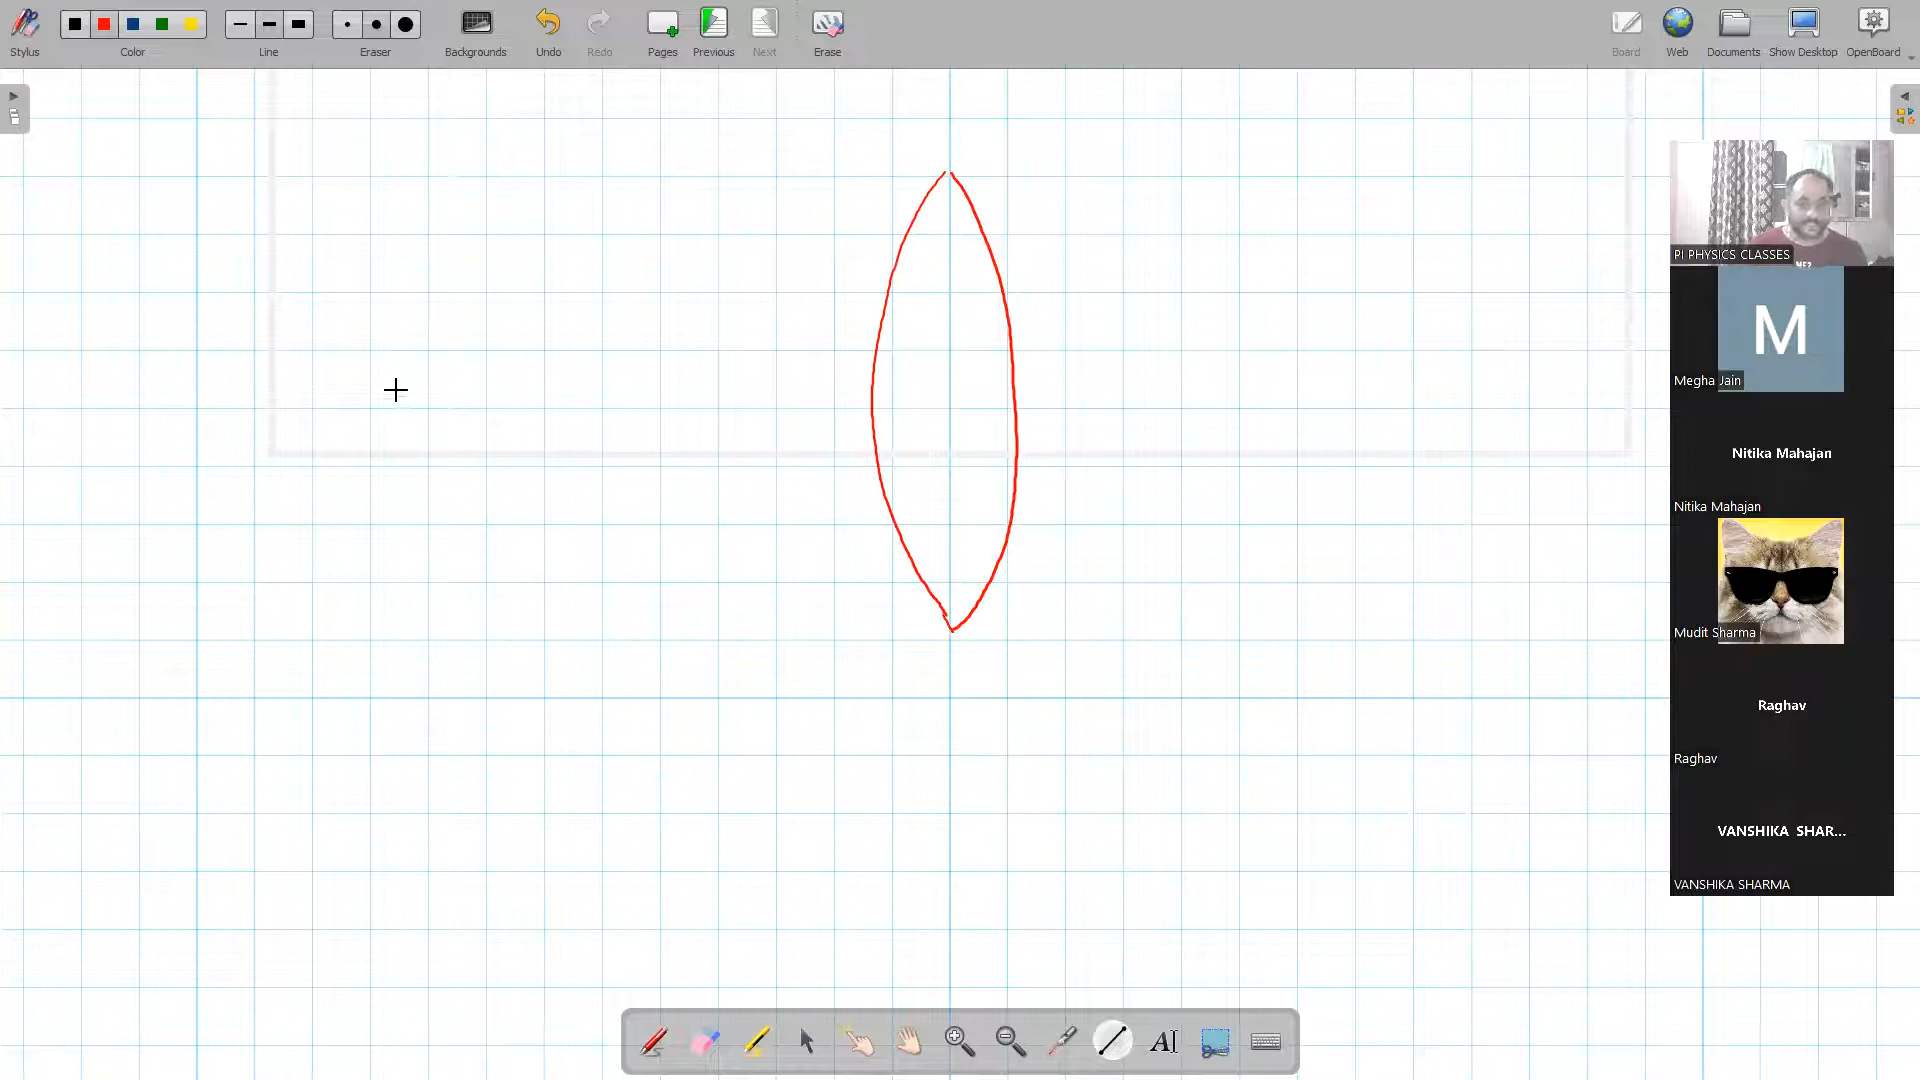 Stylus
Color
Line
Eraser
Backgrounds
Undo
Redo
Pages
Previous
Next
Erase
Board
Web
Documents
Show Desktop
OpenBoard
PI PHYSICS CLASSES
M
Megha Jain
Nitika Mahajan
Nitika Mahajan
Mudit Sharma
Raghav
Raghav
VANSHIKA SHAR...
VANSHIKA SHARMA
AI